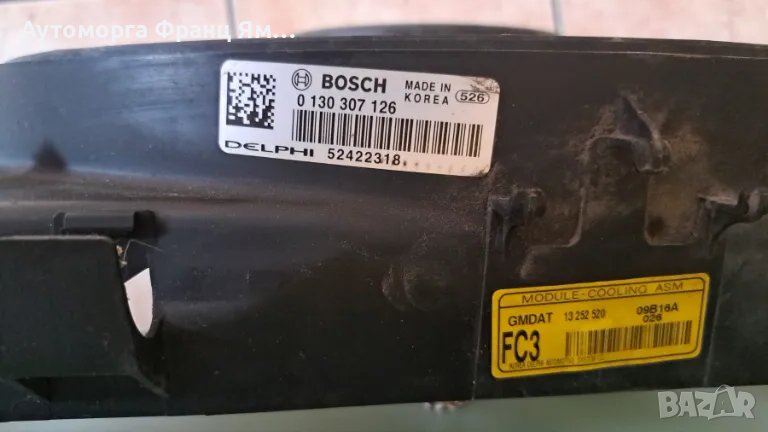 Автоморга Франц Ям...
BOSCH MADE IN KOREA 526
0 130 307 126
DELPHI 52422318
MODULE-COOLING ASM
GMDAT 13 252 520 09B16A
026
FC3
BAZAR